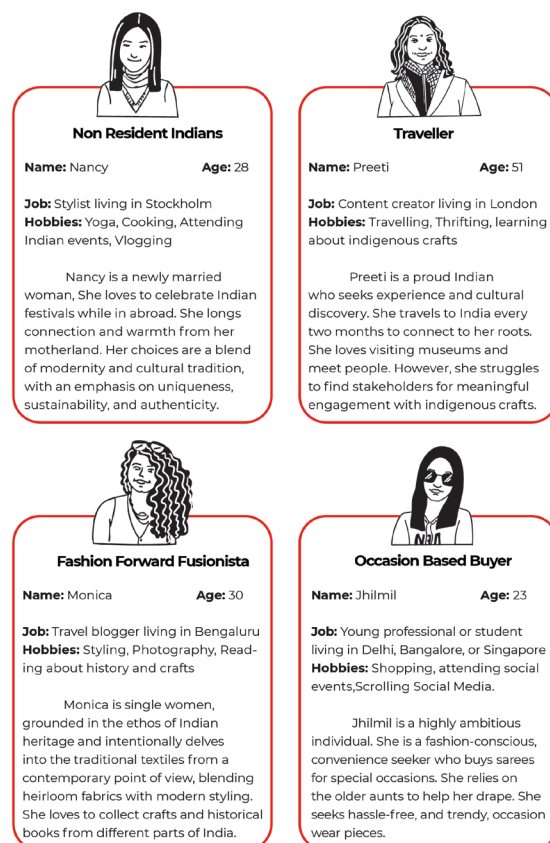 Non Resident Indians
Name: Nancy Age: 28
Job: Stylist living in Stockholm
Hobbies: Yoga, Cooking, Attending
Indian events, Vlogging
Nancy is a newly married
woman, She loves to celebrate Indian
festivals while in abroad. She longs
connection and warmth from her
motherland. Her choices are a blend
of modernity and cultural tradition,
with an emphasis on uniqueness,
sustainability, and authenticity.
Traveller
Name: Preeti Age: 51
Job: Content creator living in London
Hobbies: Travelling, Thrifting, learning
about indigenous crafts
Preeti is a proud Indian
who seeks experience and cultural
discovery. She travels to India every
two months to connect to her roots.
She loves visiting museums and
meet people. However, she struggles
to find stakeholders for meaningful
engagement with indigenous crafts.
Fashion Forward Fusionista
Name: Monica Age: 30
Job: Travel blogger living in Bengaluru
Hobbies: Styling, Photography, Read-
ing about history and crafts
Monica is single women,
grounded in the ethos of Indian
heritage and intentionally delves
into the traditional textiles from a
contemporary point of view, blending
heirloom fabrics with modern styling.
She loves to collect crafts and historical
books from different parts of India.
Occasion Based Buyer
Name: Jhilmil Age: 23
Job: Young professional or student
living in Delhi, Bangalore, or Singapore
Hobbies: Shopping, attending social
events,Scrolling Social Media.
Jhilmil is a highly ambitious
individual. She is a fashion-conscious,
convenience seeker who buys sarees
for special occasions. She relies on
the older aunts to help her drape. She
seeks hassle-free, and trendy, occasion
wear pieces.